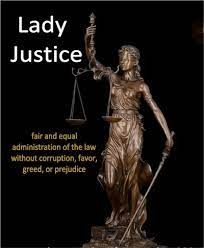 Lady
Justice
fair and equal
administration of the law
without corruption, favor,
greed, or prejudice